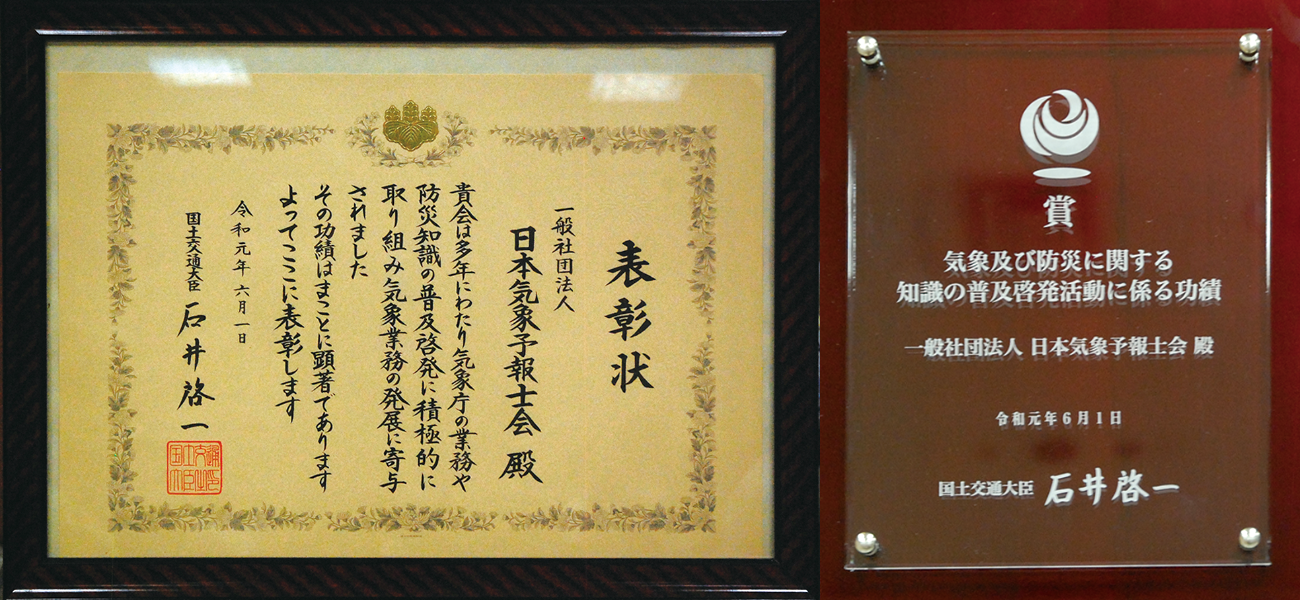 表彰状
一般社団法人
日本気象予報士会 殿
貴会は多年にわたり気象庁の業務や
防災知識の普及啓発に積極的に
取り組み気象業務の発展に寄与
されました
その功績はまことに顕著であります
よってここに表彰します
令和元年 六月一日
国土交通大臣 石井啓一
国土交通大臣之印
賞
気象及び防災に関する
知識の普及啓発活動に係る功績
一般社団法人 日本気象予報士会 殿
令和元年6月1日
国土交通大臣 石井啓一